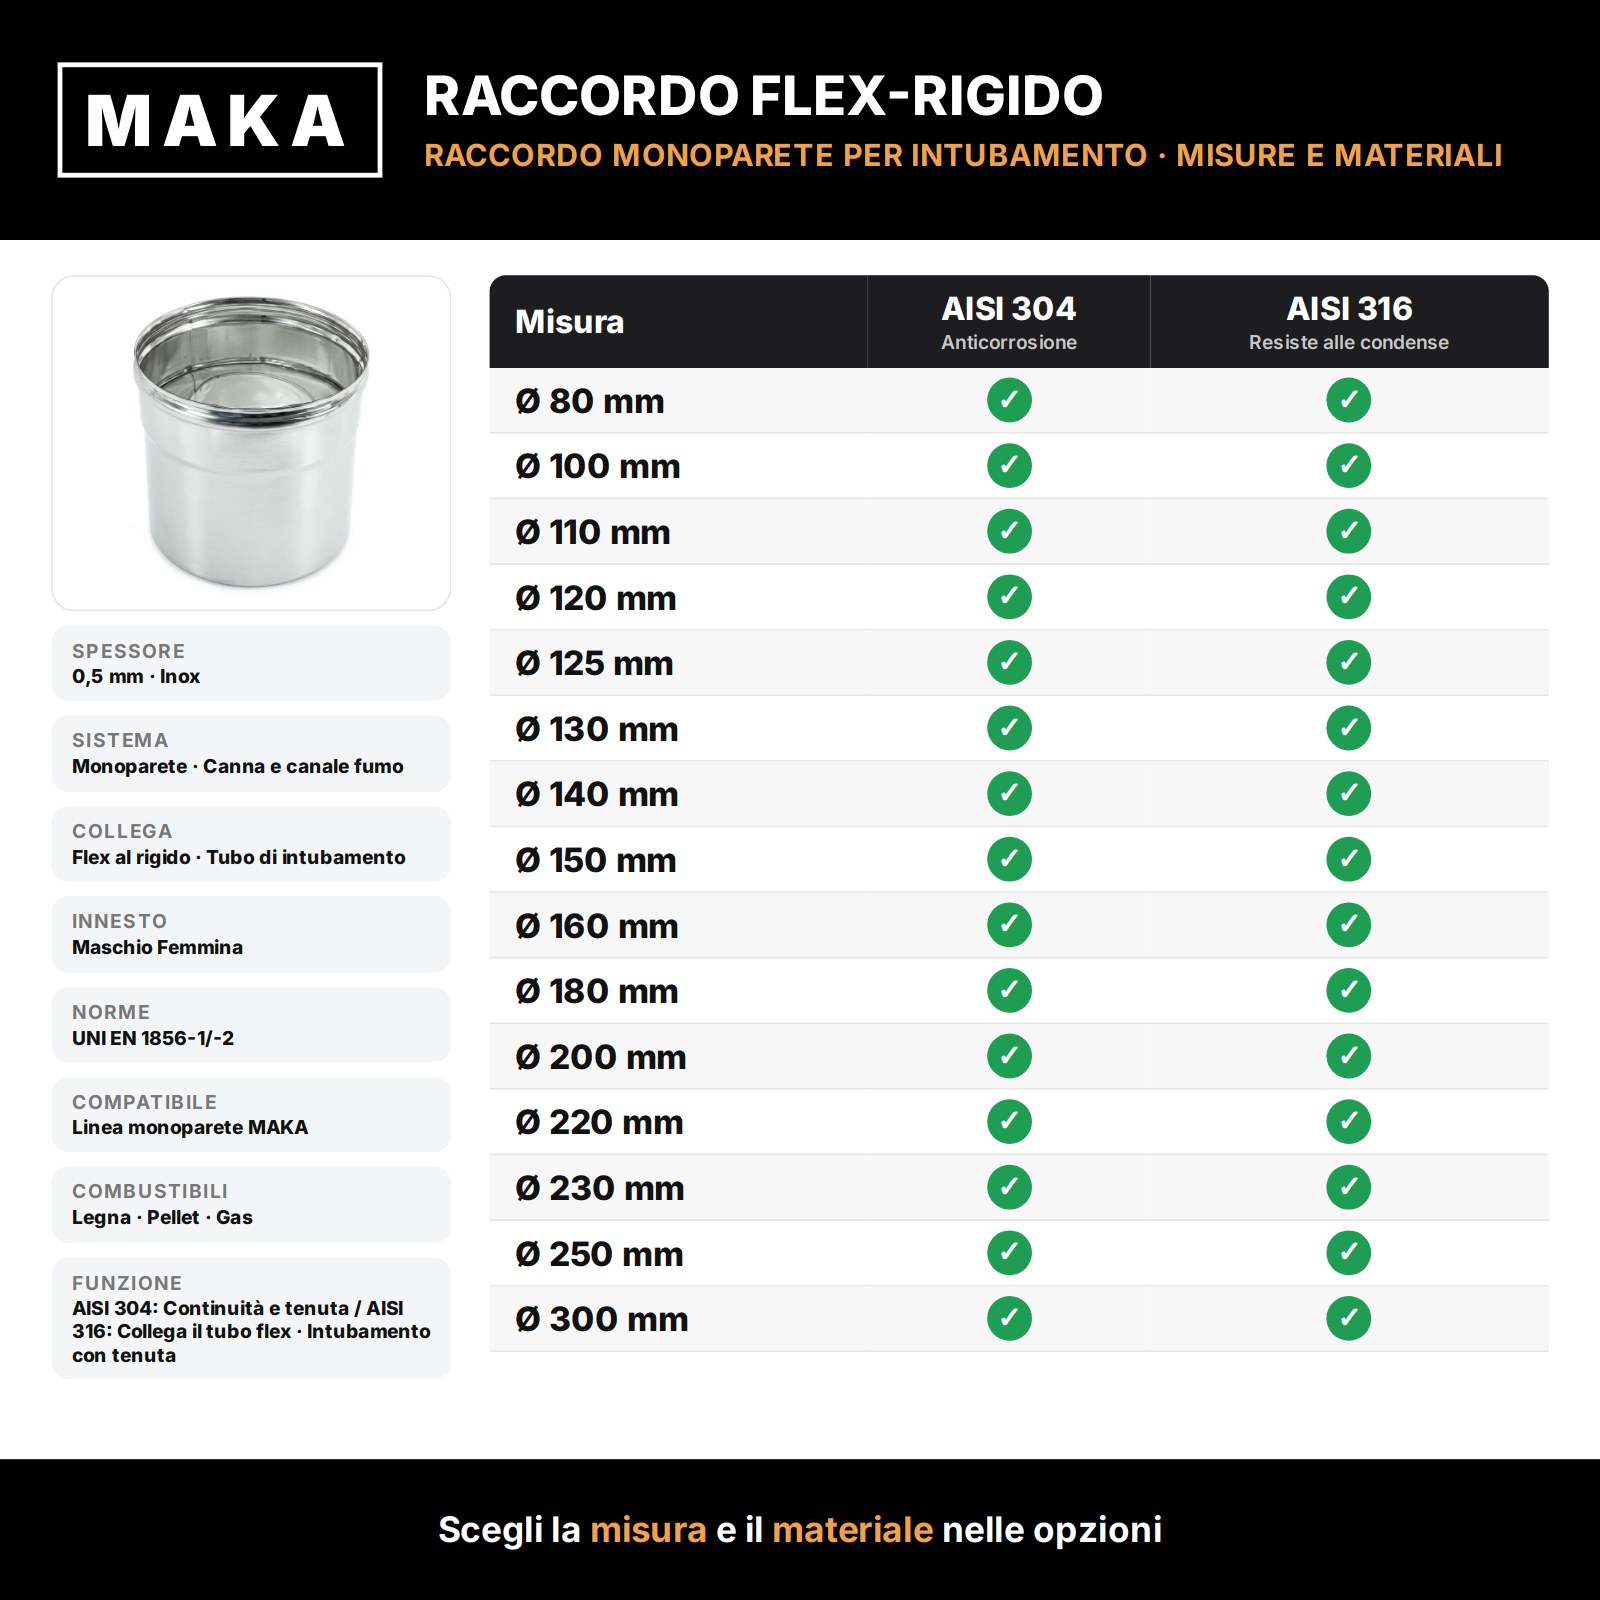 MAKA
RACCORDO FLEX-RIGIDO
RACCORDO MONOPARETE PER INTUBAMENTO · MISURE E MATERIALI
SPESSORE
0,5 mm · Inox
SISTEMA
Monoparete · Canna e canale fumo
COLLEGA
Flex al rigido · Tubo di intubamento
INNESTO
Maschio Femmina
NORME
UNI EN 1856-1/-2
COMPATIBILE
Linea monoparete MAKA
COMBUSTIBILI
Legna · Pellet · Gas
FUNZIONE
AISI 304: Continuità e tenuta / AISI
316: Collega il tubo flex · Intubamento
con tenuta
Misura AISI 304 AISI 316
Anticorrosione Resiste alle condense
Ø 80 mm ✓ ✓
Ø 100 mm ✓ ✓
Ø 110 mm ✓ ✓
Ø 120 mm ✓ ✓
Ø 125 mm ✓ ✓
Ø 130 mm ✓ ✓
Ø 140 mm ✓ ✓
Ø 150 mm ✓ ✓
Ø 160 mm ✓ ✓
Ø 180 mm ✓ ✓
Ø 200 mm ✓ ✓
Ø 220 mm ✓ ✓
Ø 230 mm ✓ ✓
Ø 250 mm ✓ ✓
Ø 300 mm ✓ ✓
Scegli la misura e il materiale nelle opzioni